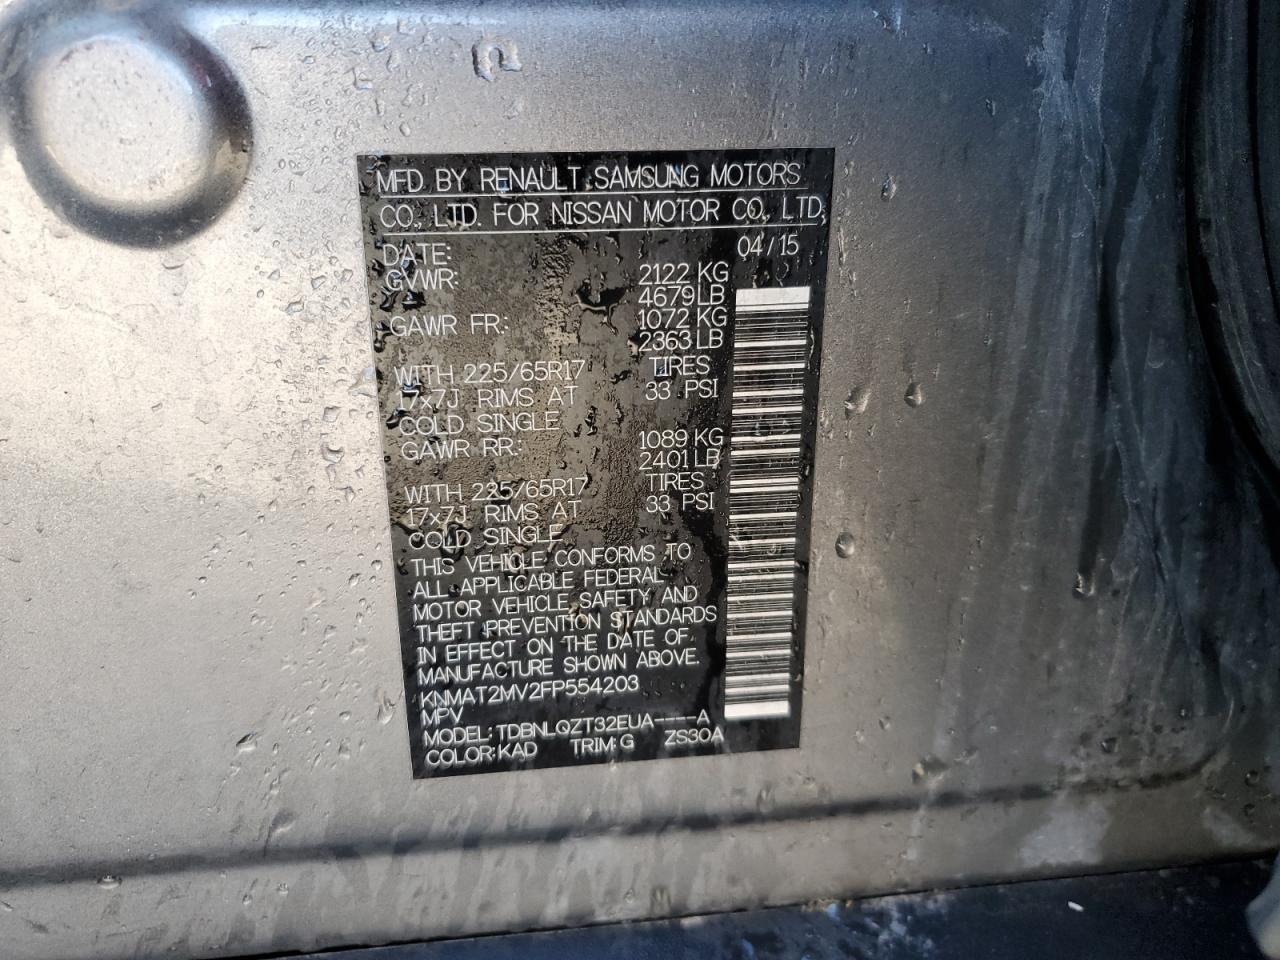 MFD. BY RENAULT SAMSUNG MOTORS
CO., LTD. FOR NISSAN MOTOR CO., LTD.
DATE: 04 / 15
GVWR: 2122 KG
4679 LB
GAWR FR: 1072 KG
2363 LB
WITH 225/65R17 TIRES
17x7J RIMS AT 33 PSI
COLD SINGLE
GAWR RR: 1089 KG
2401 LB
WITH 225/65R17 TIRES
17x7J RIMS AT 33 PSI
COLD SINGLE
THIS VEHICLE CONFORMS TO
ALL APPLICABLE FEDERAL
MOTOR VEHICLE SAFETY AND
THEFT PREVENTION STANDARDS
IN EFFECT ON THE DATE OF
MANUFACTURE SHOWN ABOVE.
KNMAT2MV2FP554203
MPV
MODEL: TDBNLQZT32EUA----A
COLOR: KAD TRIM: G ZS30A